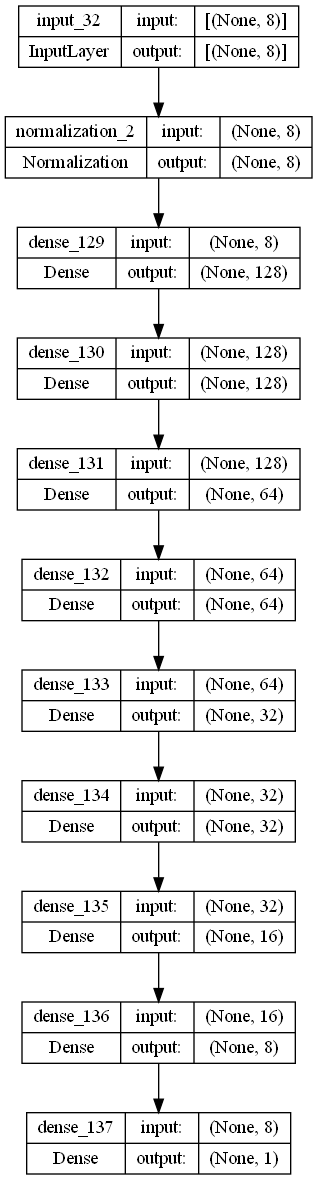 input_32 input: [(None, 8)]
InputLayer output: [(None, 8)]
normalization_2 input: (None, 8)
Normalization output: (None, 8)
dense_129 input: (None, 8)
Dense output: (None, 128)
dense_130 input: (None, 128)
Dense output: (None, 128)
dense_131 input: (None, 128)
Dense output: (None, 64)
dense_132 input: (None, 64)
Dense output: (None, 64)
dense_133 input: (None, 64)
Dense output: (None, 32)
dense_134 input: (None, 32)
Dense output: (None, 32)
dense_135 input: (None, 32)
Dense output: (None, 16)
dense_136 input: (None, 16)
Dense output: (None, 8)
dense_137 input: (None, 8)
Dense output: (None, 1)